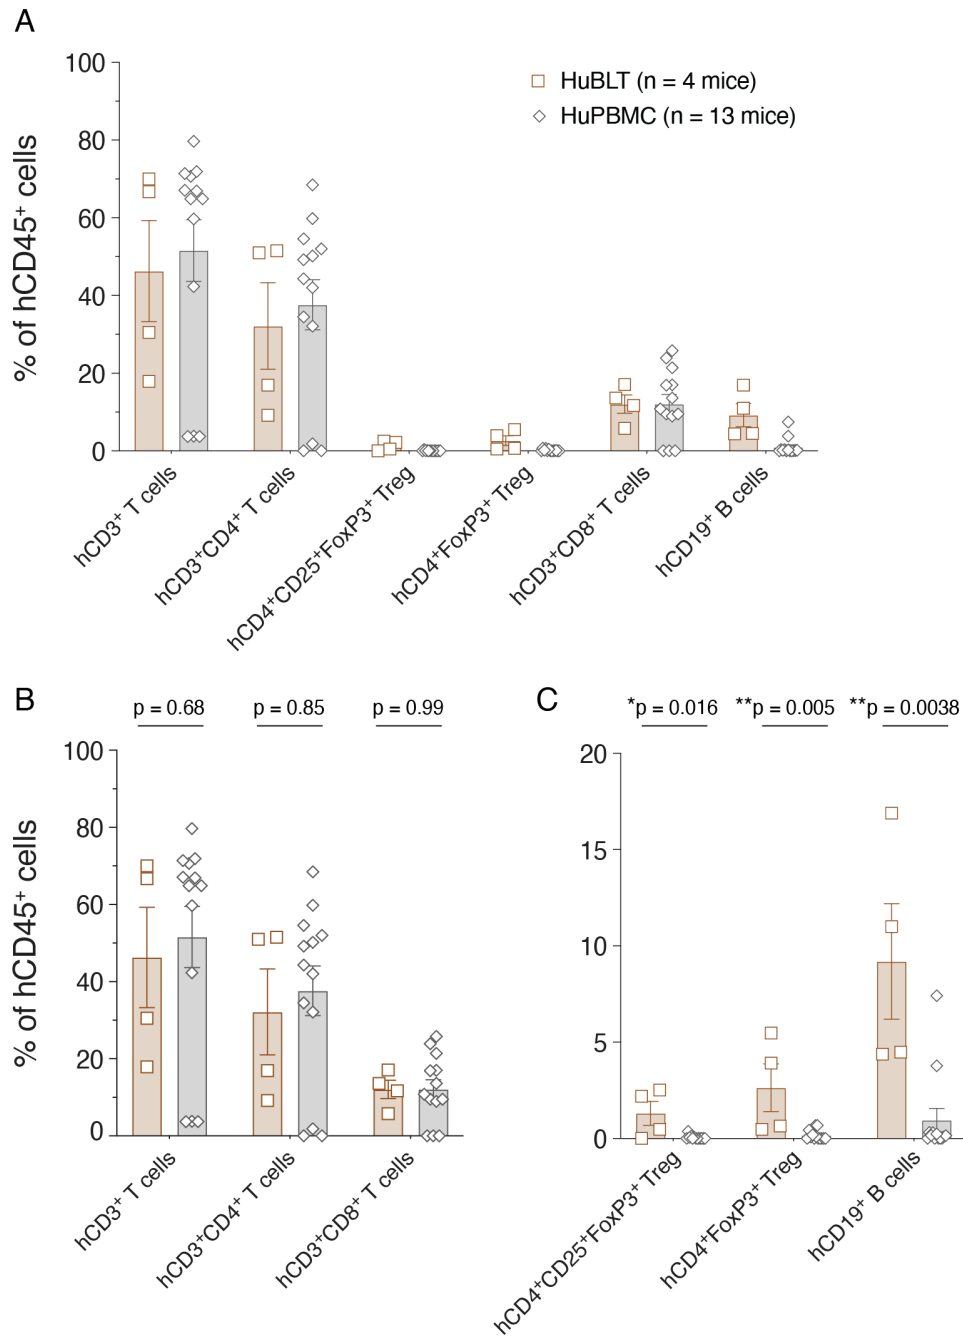 A
100
80
60
40
20
0
% of hCD45⁺ cells
HuBLT (n = 4 mice)
HuPBMC (n = 13 mice)
hCD3⁺ T cells
hCD3⁺CD4⁺ T cells
hCD4⁺CD25⁺FoxP3⁺ Treg
hCD4⁺FoxP3⁺ Treg
hCD3⁺CD8⁺ T cells
hCD19⁺ B cells
B
p = 0.68
p = 0.85
p = 0.99
100
80
60
40
20
0
% of hCD45⁺ cells
hCD3⁺ T cells
hCD3⁺CD4⁺ T cells
hCD3⁺CD8⁺ T cells
C
*p = 0.016
**p = 0.005
**p = 0.0038
20
15
10
5
0
hCD4⁺CD25⁺FoxP3⁺ Treg
hCD4⁺FoxP3⁺ Treg
hCD19⁺ B cells